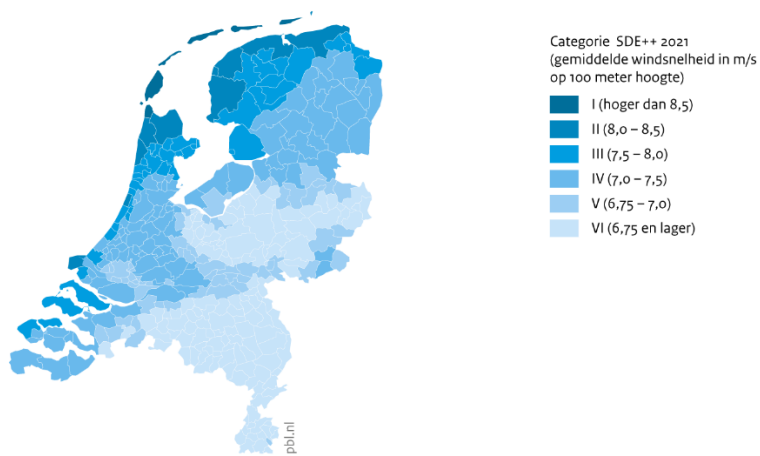 Categorie SDE++ 2021
(gemiddelde windsnelheid in m/s
op 100 meter hoogte)
I (hoger dan 8,5)
II (8,0 – 8,5)
III (7,5 – 8,0)
IV (7,0 – 7,5)
V (6,75 – 7,0)
VI (6,75 en lager)
pbl.nl